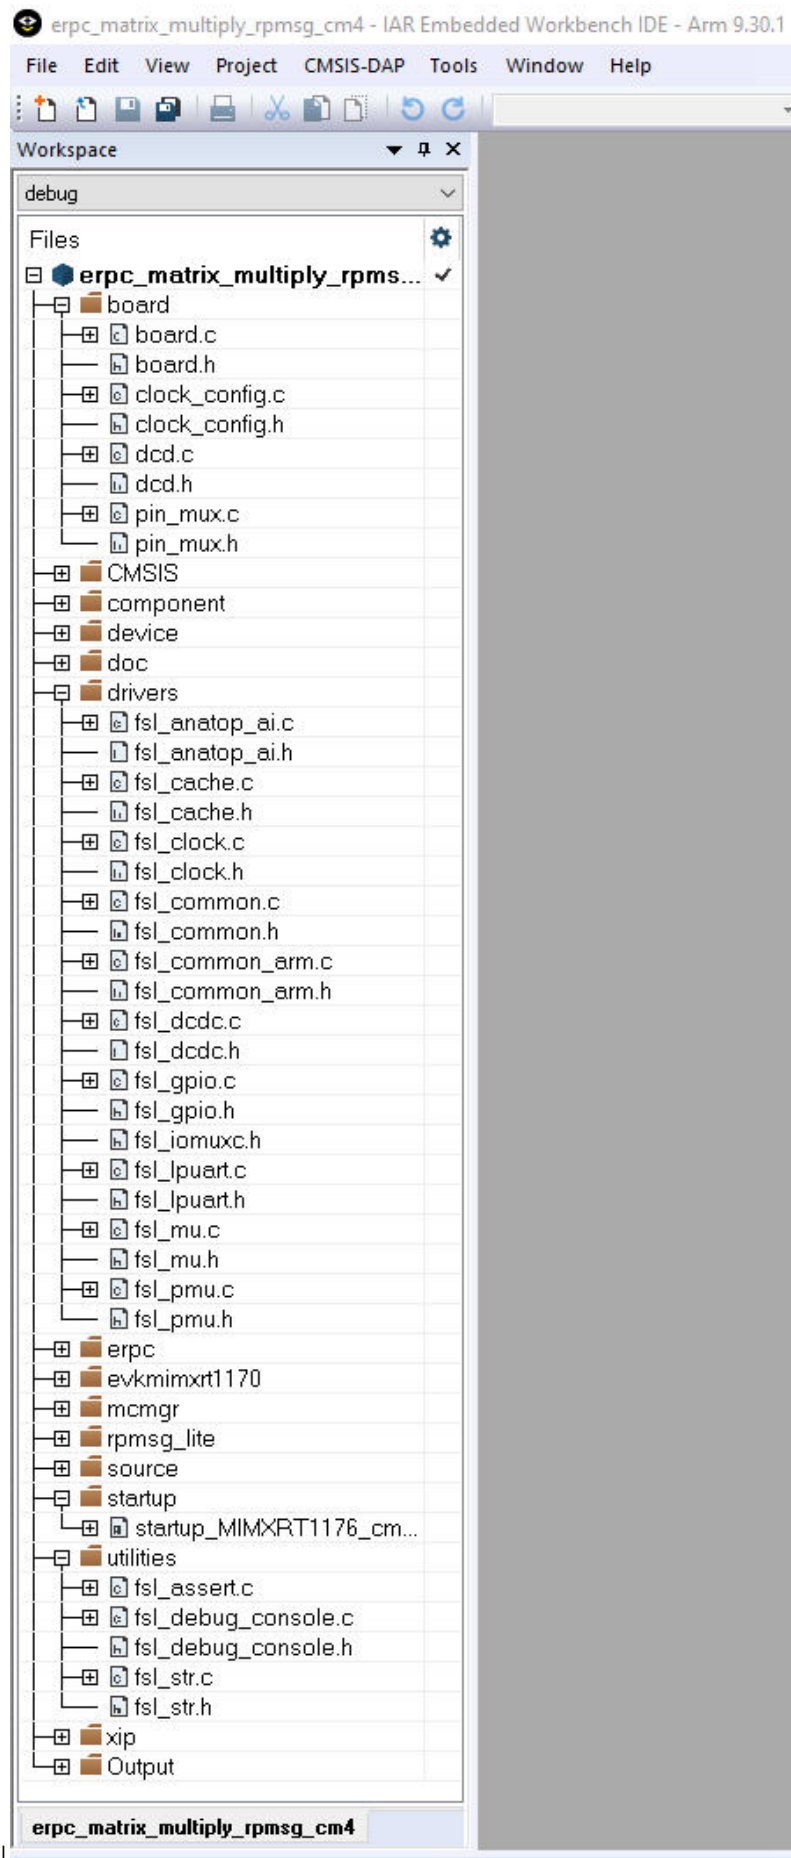 erpc_matrix_multiply_rpmsg_cm4 - IAR Embedded Workbench IDE - Arm 9.30.1
File Edit View Project CMSIS-DAP Tools Window Help
Workspace
debug
Files
erpc_matrix_multiply_rpms...
board
board.c
board.h
clock_config.c
clock_config.h
dcd.c
dcd.h
pin_mux.c
pin_mux.h
CMSIS
component
device
doc
drivers
fsl_anatop_ai.c
fsl_anatop_ai.h
fsl_cache.c
fsl_cache.h
fsl_clock.c
fsl_clock.h
fsl_common.c
fsl_common.h
fsl_common_arm.c
fsl_common_arm.h
fsl_dcdc.c
fsl_dcdc.h
fsl_gpio.c
fsl_gpio.h
fsl_iomuxc.h
fsl_lpuart.c
fsl_lpuart.h
fsl_mu.c
fsl_mu.h
fsl_pmu.c
fsl_pmu.h
erpc
evkmimxrt1170
mcmgr
rpmsg_lite
source
startup
startup_MIMXRT1176_cm...
utilities
fsl_assert.c
fsl_debug_console.c
fsl_debug_console.h
fsl_str.c
fsl_str.h
xip
Output
erpc_matrix_multiply_rpmsg_cm4